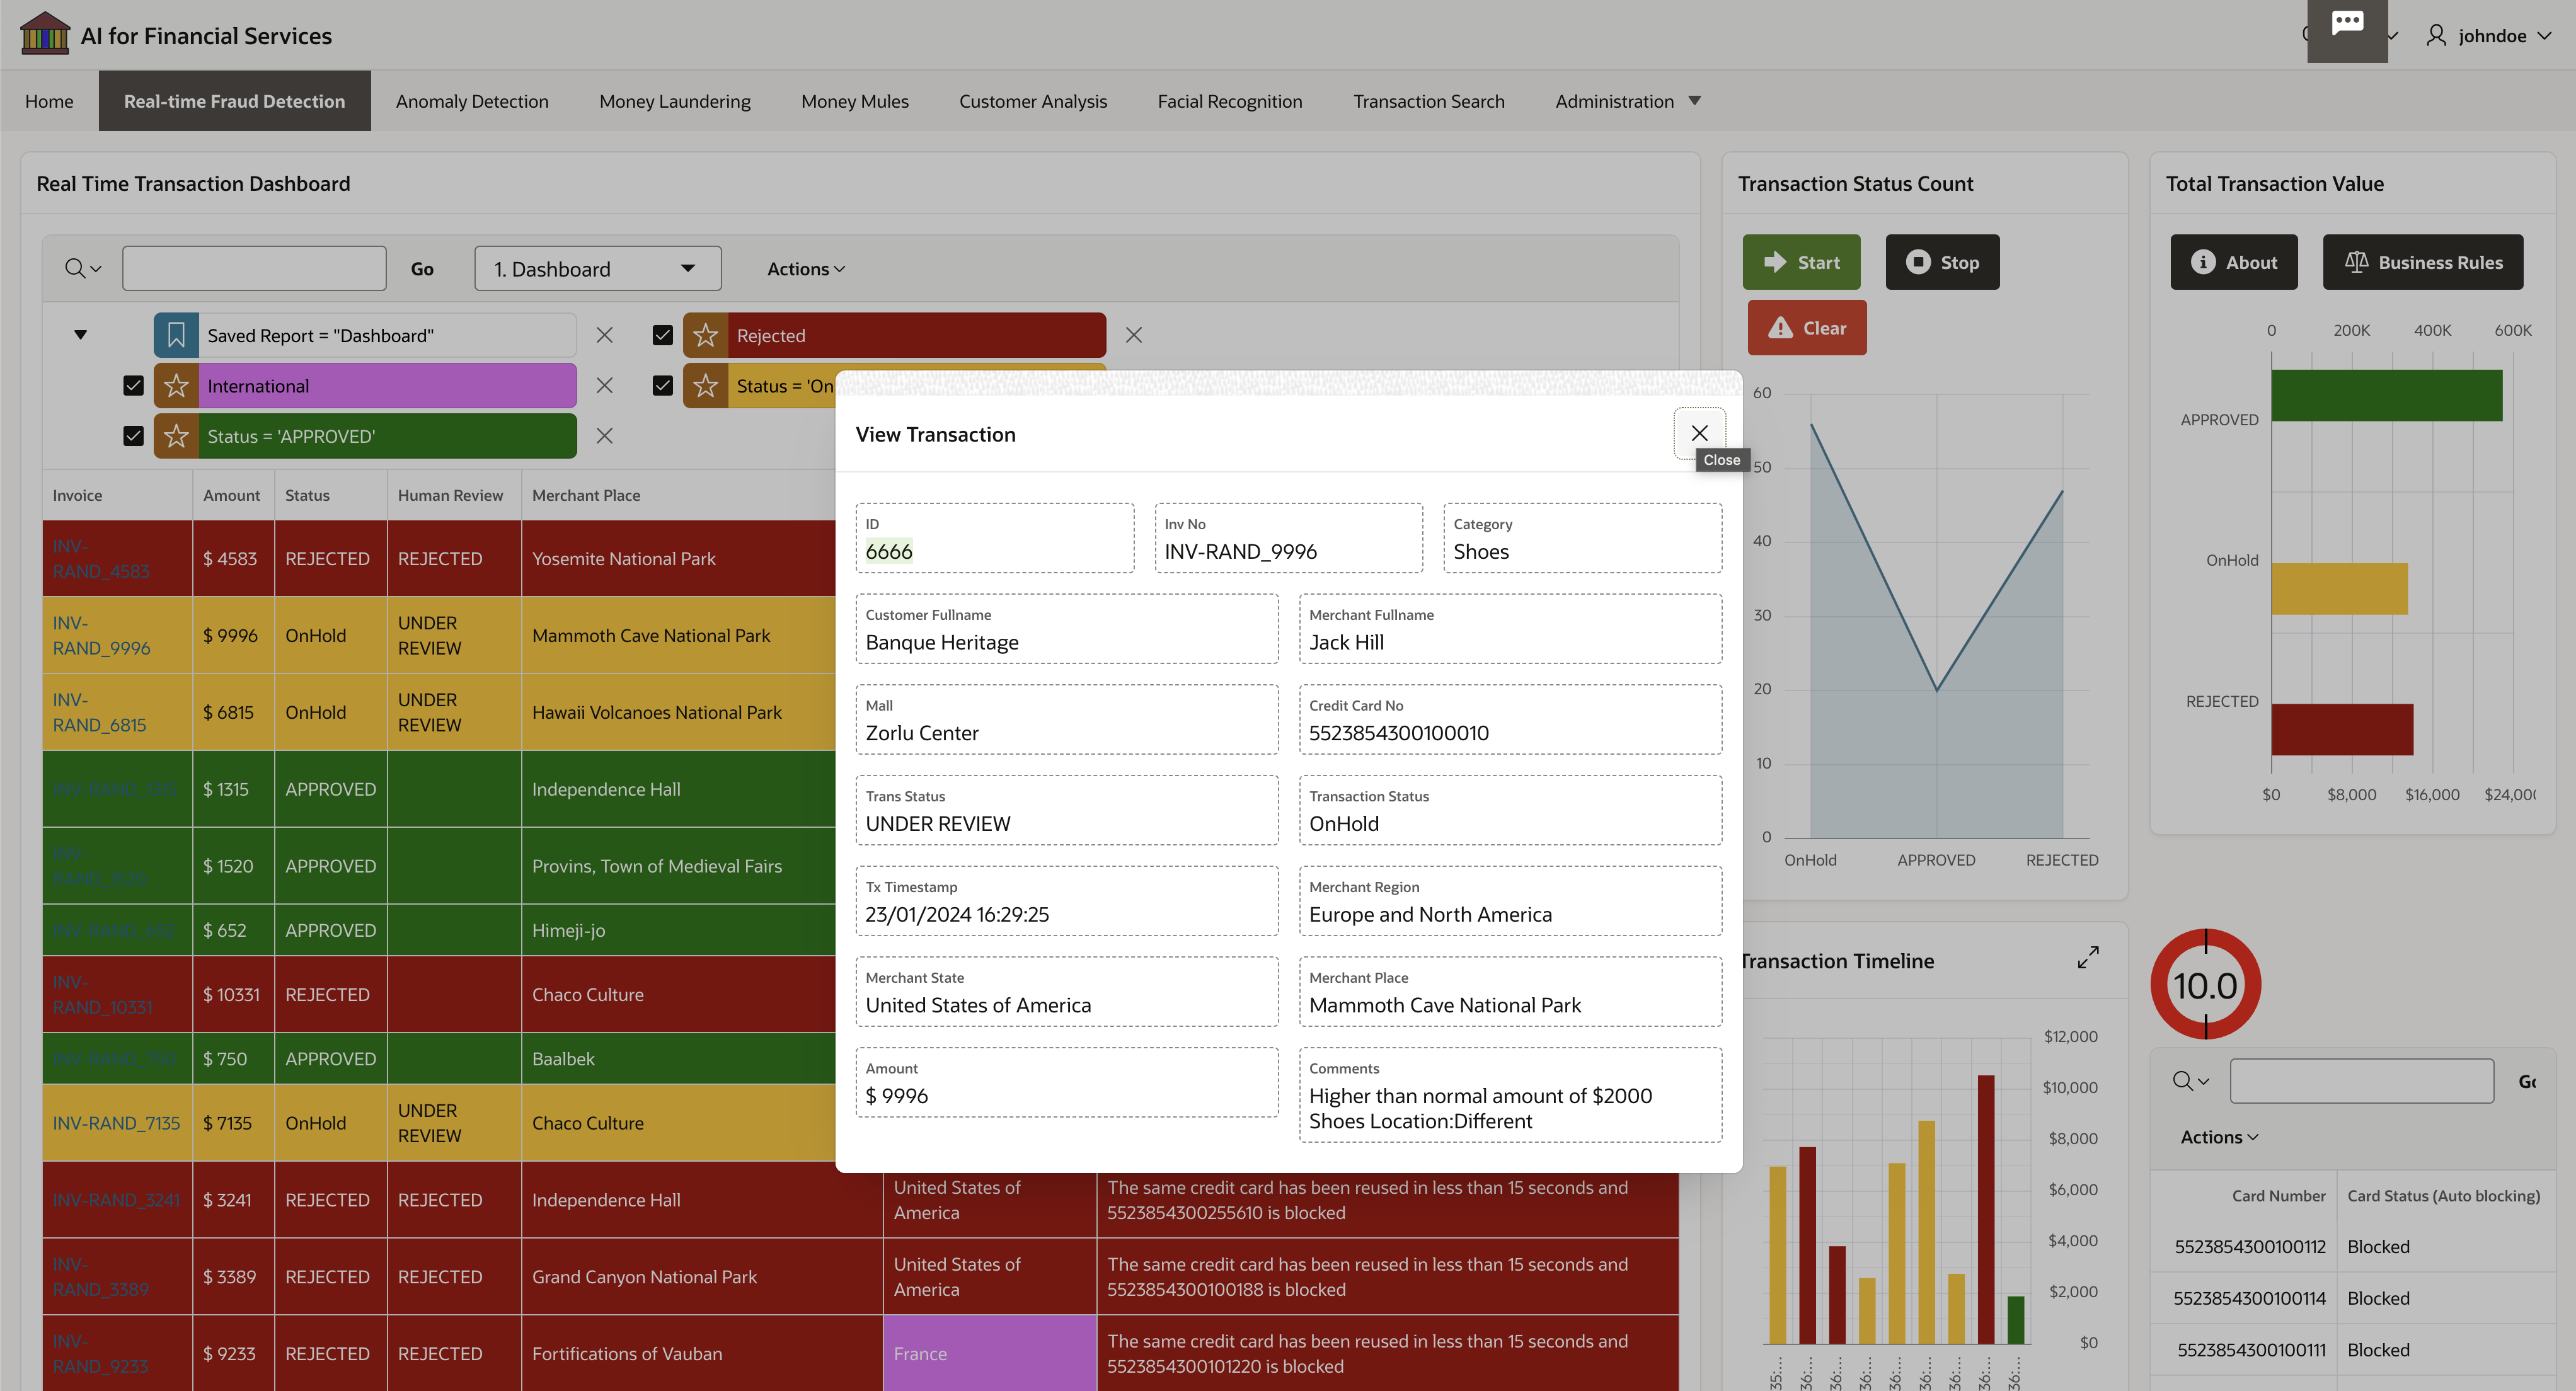 AI for Financial Services
johndoe
Home
Real-time Fraud Detection
Anomaly Detection
Money Laundering
Money Mules
Customer Analysis
Facial Recognition
Transaction Search
Administration
Real Time Transaction Dashboard
Go
1. Dashboard
Actions
Saved Report = "Dashboard"
Rejected
International
Status = 'On
Status = 'APPROVED'
Invoice
Amount
Status
Human Review
Merchant Place
INV-
RAND_4583
$ 4583
REJECTED
REJECTED
Yosemite National Park
INV-
RAND_9996
$ 9996
OnHold
UNDER
REVIEW
Mammoth Cave National Park
INV-
RAND_6815
$ 6815
OnHold
UNDER
REVIEW
Hawaii Volcanoes National Park
INV-RAND_1315
$ 1315
APPROVED
Independence Hall
INV-
RAND_1520
$ 1520
APPROVED
Provins, Town of Medieval Fairs
INV-RAND_652
$ 652
APPROVED
Himeji-jo
INV-
RAND_10331
$ 10331
REJECTED
Chaco Culture
INV-RAND_750
$ 750
APPROVED
Baalbek
INV-RAND_7135
$ 7135
OnHold
UNDER
REVIEW
Chaco Culture
INV-RAND_3241
$ 3241
REJECTED
REJECTED
Independence Hall
United States of
America
The same credit card has been reused in less than 15 seconds and
5523854300255610 is blocked
INV-
RAND_3389
$ 3389
REJECTED
REJECTED
Grand Canyon National Park
United States of
America
The same credit card has been reused in less than 15 seconds and
5523854300100188 is blocked
INV-
RAND_9233
$ 9233
REJECTED
REJECTED
Fortifications of Vauban
France
The same credit card has been reused in less than 15 seconds and
5523854300101220 is blocked
View Transaction
Close
ID
6666
Inv No
INV-RAND_9996
Category
Shoes
Customer Fullname
Banque Heritage
Merchant Fullname
Jack Hill
Mall
Zorlu Center
Credit Card No
5523854300100010
Trans Status
UNDER REVIEW
Transaction Status
OnHold
Tx Timestamp
23/01/2024 16:29:25
Merchant Region
Europe and North America
Merchant State
United States of America
Merchant Place
Mammoth Cave National Park
Amount
$ 9996
Comments
Higher than normal amount of $2000
Shoes Location:Different
Transaction Status Count
Start
Stop
Clear
60
50
40
30
20
10
0
OnHold
APPROVED
REJECTED
Total Transaction Value
About
Business Rules
0
200K
400K
600K
APPROVED
OnHold
REJECTED
$0
$8,000
$16,000
$24,00
Transaction Timeline
$12,000
$10,000
$8,000
$6,000
$4,000
$2,000
$0
35:...
36:...
36:...
36:...
36:...
36:...
36:...
36:...
36:...
10.0
Actions
Card Number
Card Status (Auto blocking)
5523854300100112
Blocked
5523854300100114
Blocked
5523854300100111
Blocked